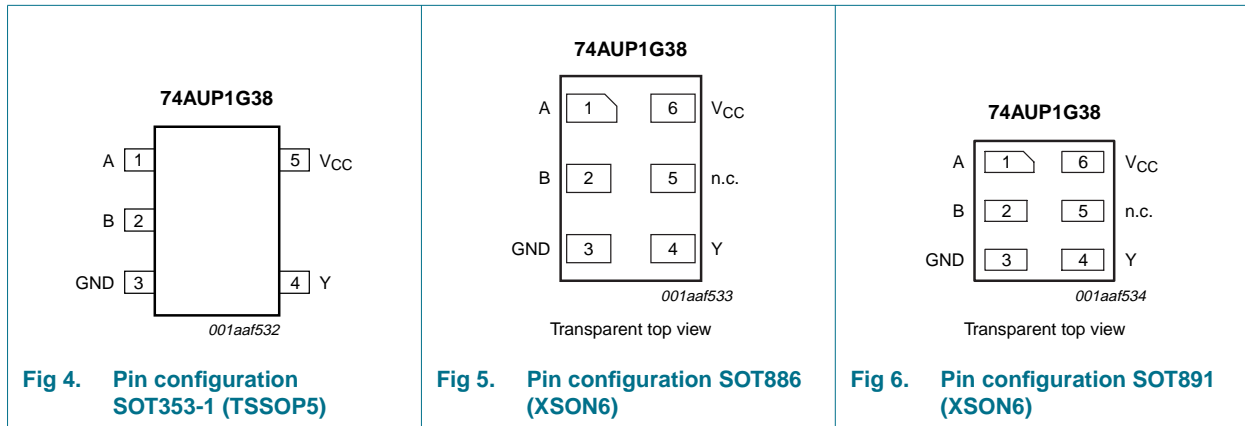 74AUP1G38
A 1 5 VCC
B 2
GND 3 4 Y
001aaf532
Fig 4. Pin configuration
SOT353-1 (TSSOP5)
74AUP1G38
A 1 6 VCC
B 2 5 n.c.
GND 3 4 Y
001aaf533
Transparent top view
Fig 5. Pin configuration SOT886
(XSON6)
74AUP1G38
A 1 6 VCC
B 2 5 n.c.
GND 3 4 Y
001aaf534
Transparent top view
Fig 6. Pin configuration SOT891
(XSON6)